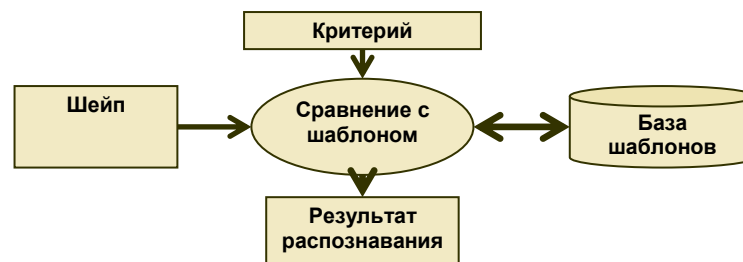 Критерий
Шейп
Сравнение с
шаблоном
База
шаблонов
Результат
распознавания